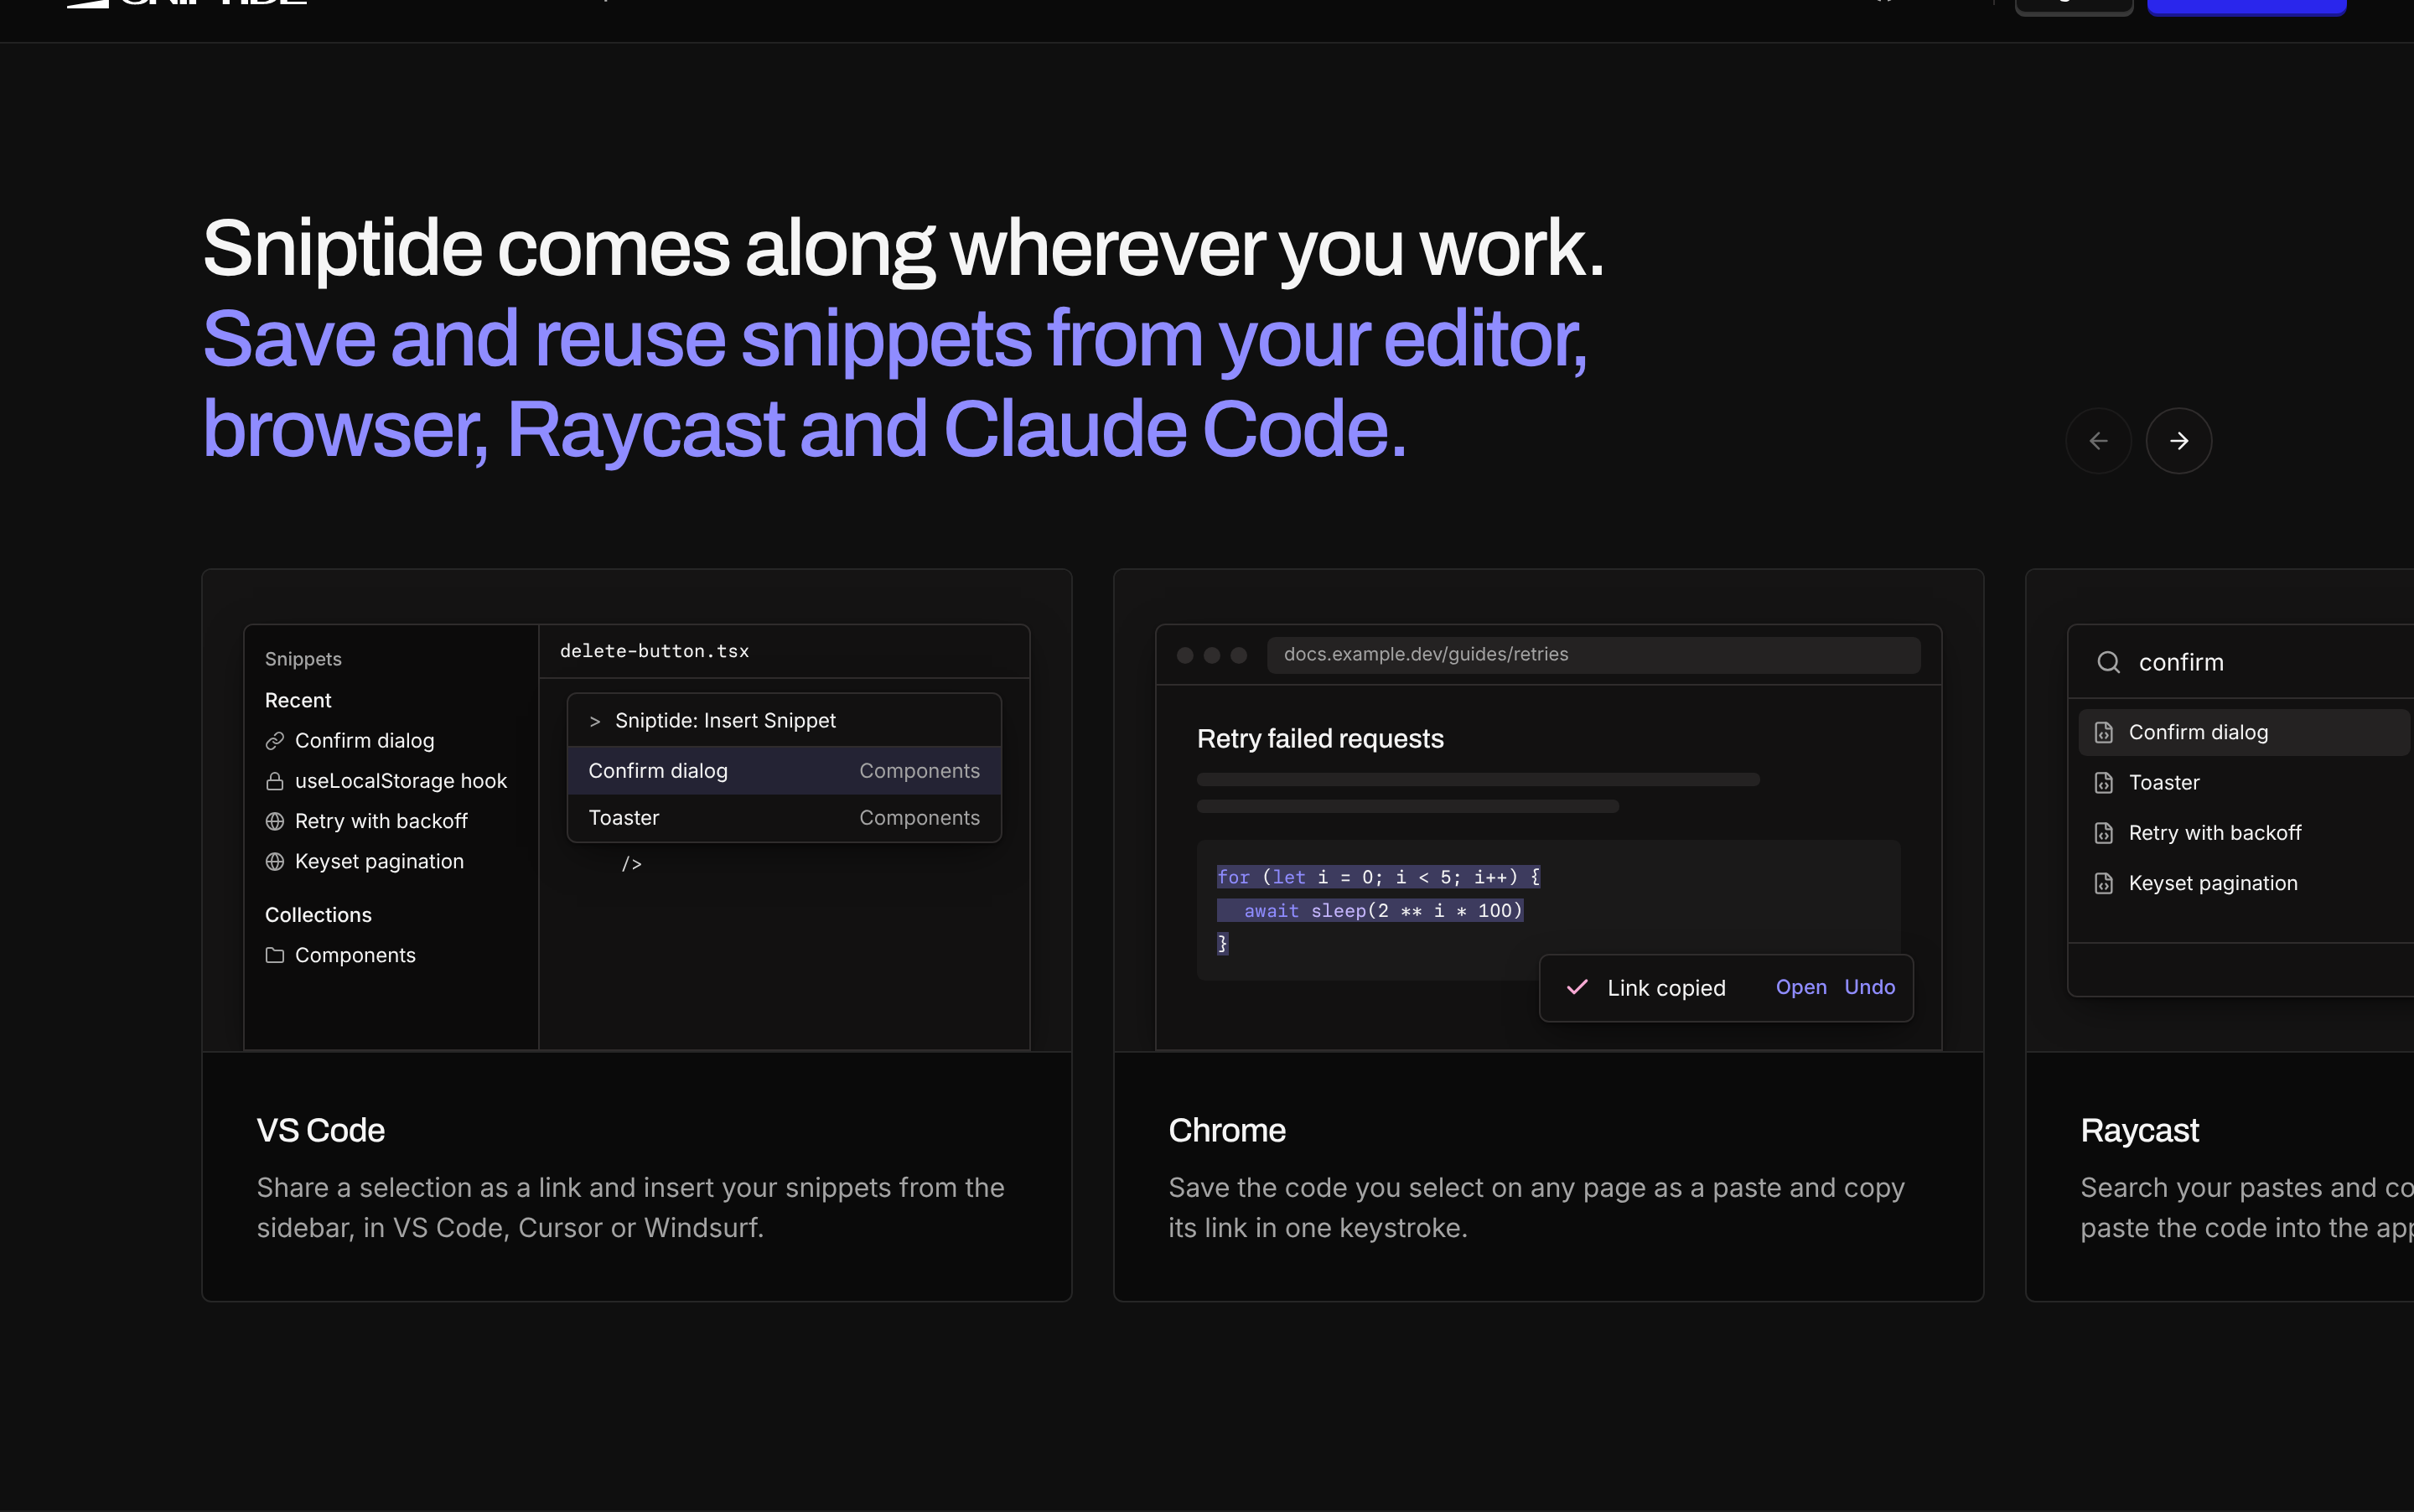 SNIPTIDE
Sniptide comes along wherever you work.
Save and reuse snippets from your editor,
browser, Raycast and Claude Code.
Snippets
Recent
Confirm dialog
useLocalStorage hook
Retry with backoff
Keyset pagination
Collections
Components
delete-button.tsx
> Sniptide: Insert Snippet
Confirm dialog Components
Toaster Components
/>
VS Code
Share a selection as a link and insert your snippets from the
sidebar, in VS Code, Cursor or Windsurf.
docs.example.dev/guides/retries
Retry failed requests
for (let i = 0; i < 5; i++) {
await sleep(2 ** i * 100)
}
Link copied Open Undo
Chrome
Save the code you select on any page as a paste and copy
its link in one keystroke.
confirm
Confirm dialog
Toaster
Retry with backoff
Keyset pagination
Raycast
Search your pastes and
paste the code into the